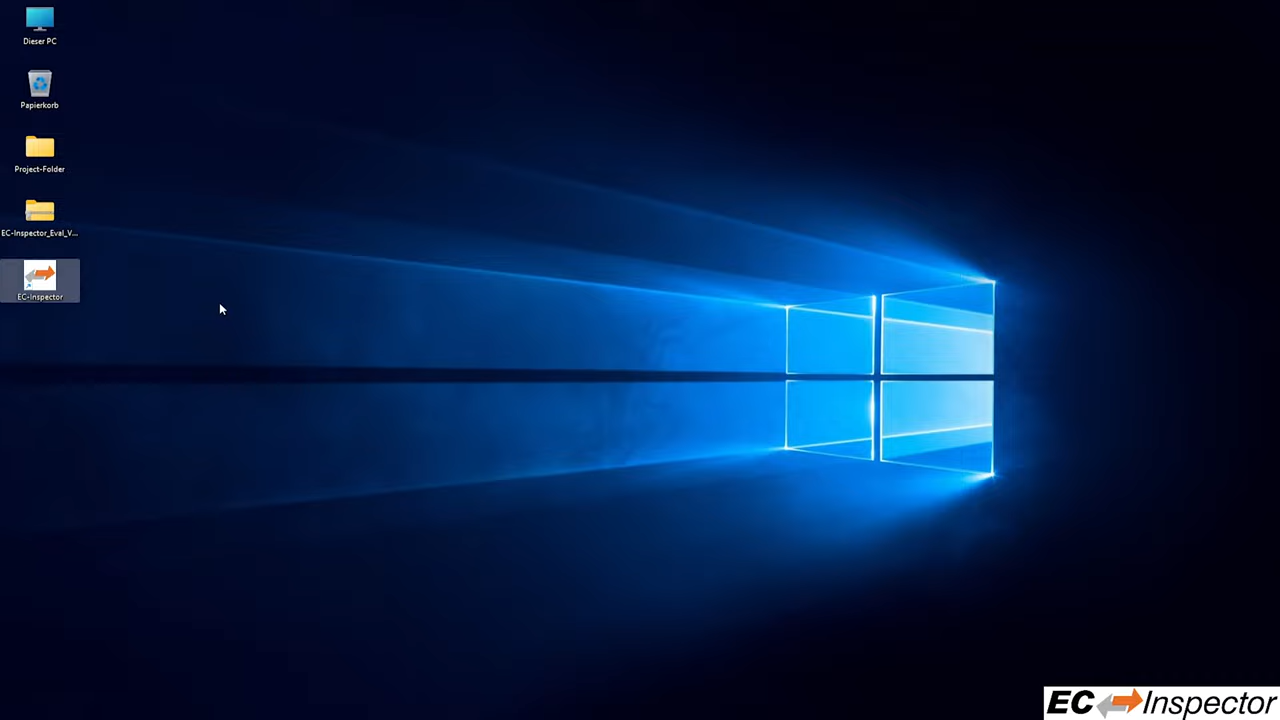 Dieser PC
Papierkorb
Project-Folder
EC-Inspector_Eval_V...
EC-Inspector
EC Inspector